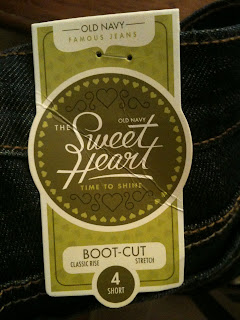 OLD NAVY
FAMOUS JEANS
OLD NAVY
THE Sweet
Heart
TIME TO SHINE
BOOT-CUT
CLASSIC RISE STRETCH
4
SHORT